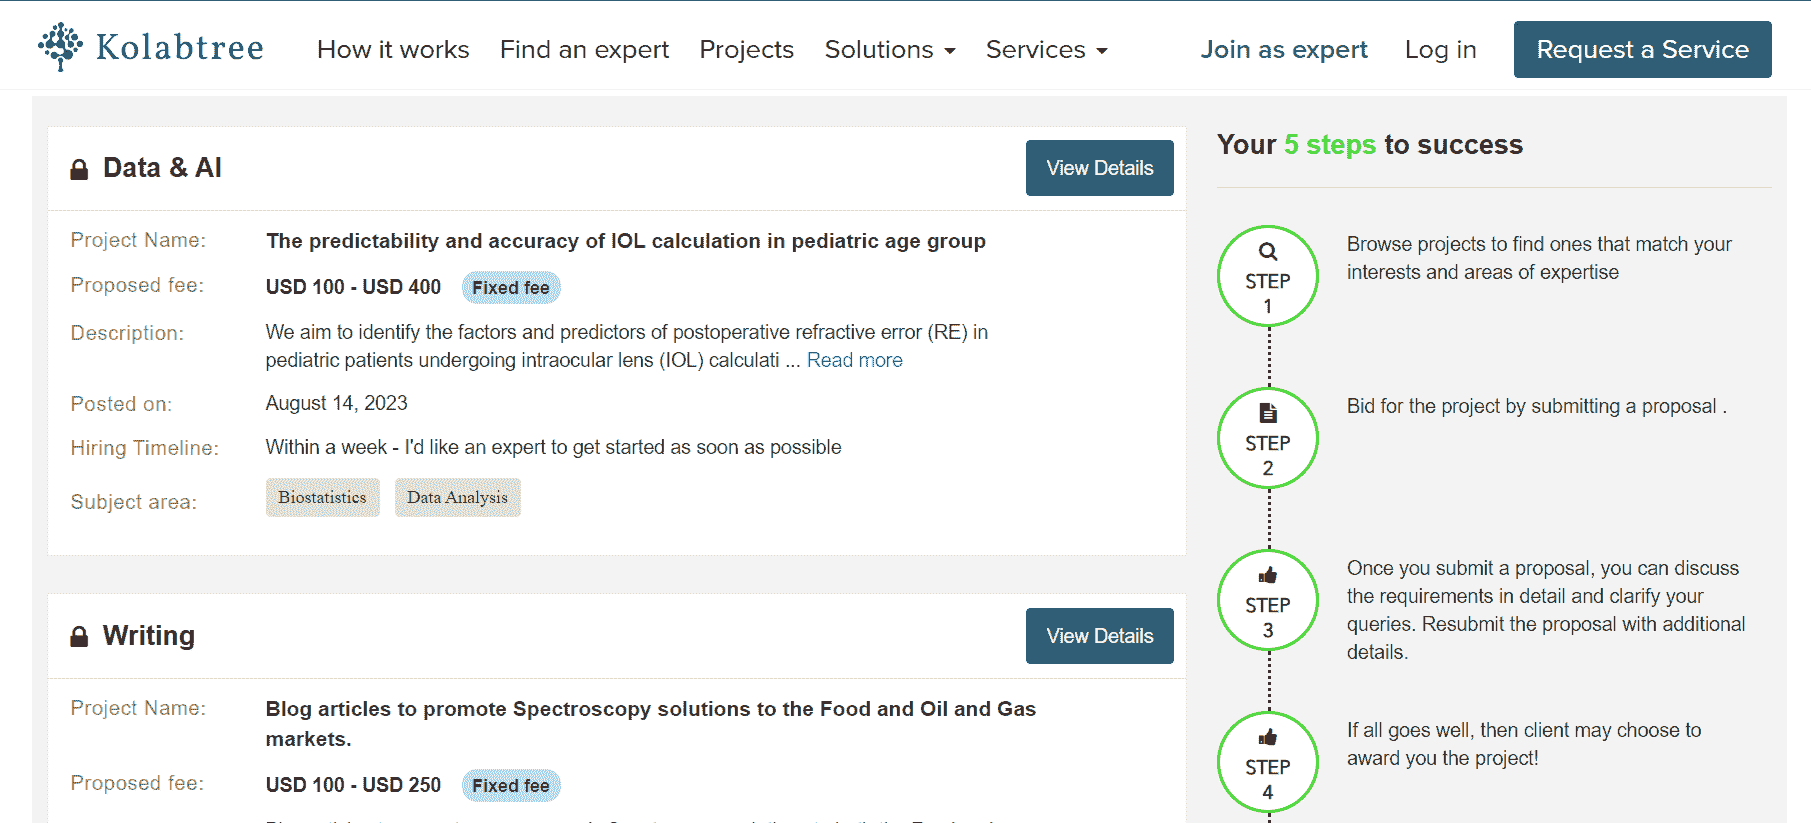 Kolabtree
How it works
Find an expert
Projects
Solutions
Services
Join as expert
Log in
Request a Service
Data & AI
View Details
Project Name:
The predictability and accuracy of IOL calculation in pediatric age group
Proposed fee:
USD 100 - USD 400
Fixed fee
Description:
We aim to identify the factors and predictors of postoperative refractive error (RE) in
pediatric patients undergoing intraocular lens (IOL) calculati ... Read more
Posted on:
August 14, 2023
Hiring Timeline:
Within a week - I'd like an expert to get started as soon as possible
Subject area:
Biostatistics
Data Analysis
Writing
View Details
Project Name:
Blog articles to promote Spectroscopy solutions to the Food and Oil and Gas
markets.
Proposed fee:
USD 100 - USD 250
Fixed fee
Your 5 steps to success
STEP
1
Browse projects to find ones that match your
interests and areas of expertise
STEP
2
Bid for the project by submitting a proposal .
STEP
3
Once you submit a proposal, you can discuss
the requirements in detail and clarify your
queries. Resubmit the proposal with additional
details.
STEP
4
If all goes well, then client may choose to
award you the project!